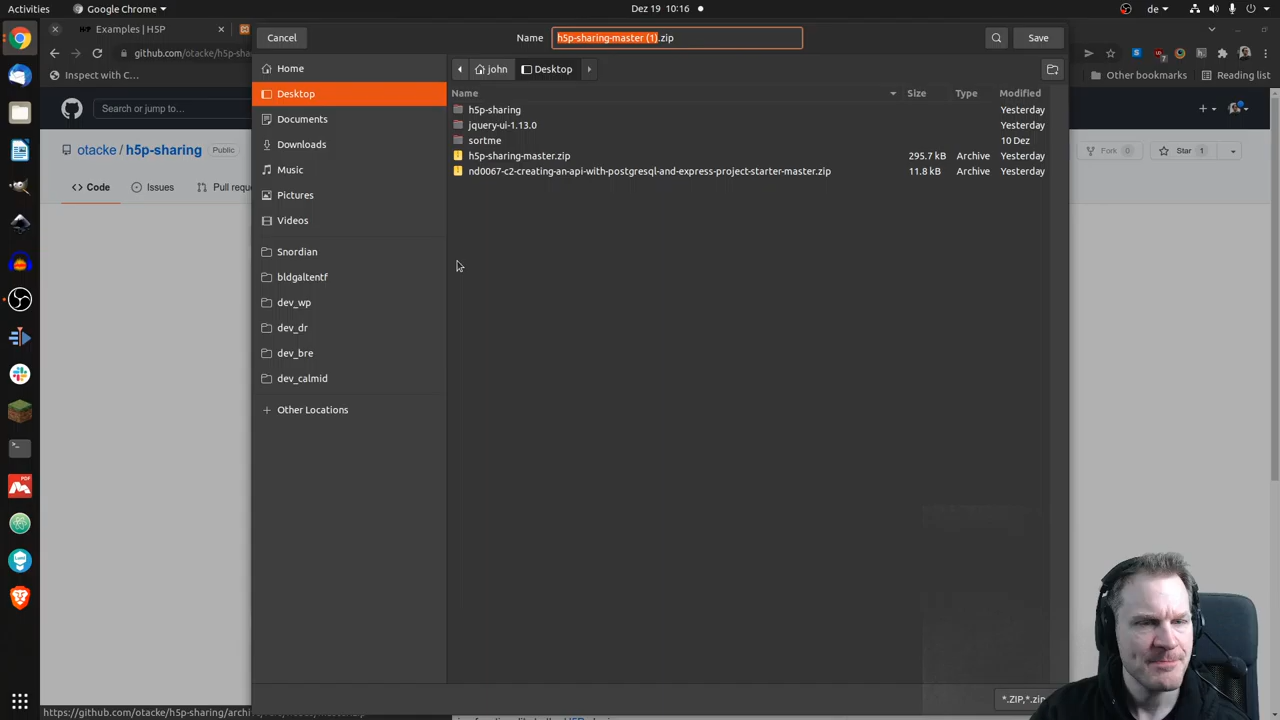 Activities
Google Chrome
Dez 19 10:16
de
Examples | H5P
github.com/otacke/h5p-sha
Inspect with C...
Other bookmarks
Reading list
Search or jump to...
otacke / h5p-sharing
Public
Fork 0
Star 1
Code
Issues
Pull requ
Cancel
Name
h5p-sharing-master (1).zip
Save
john
Desktop
Home
Desktop
Documents
Downloads
Music
Pictures
Videos
Snordian
bldgaltentf
dev_wp
dev_dr
dev_bre
dev_calmid
Other Locations
Name Size Type Modified
h5p-sharing Yesterday
jquery-ui-1.13.0 Yesterday
sortme 10 Dez
h5p-sharing-master.zip 295.7 kB Archive Yesterday
nd0067-c2-creating-an-api-with-postgresql-and-express-project-starter-master.zip 11.8 kB Archive Yesterday
*.ZIP,*.zip